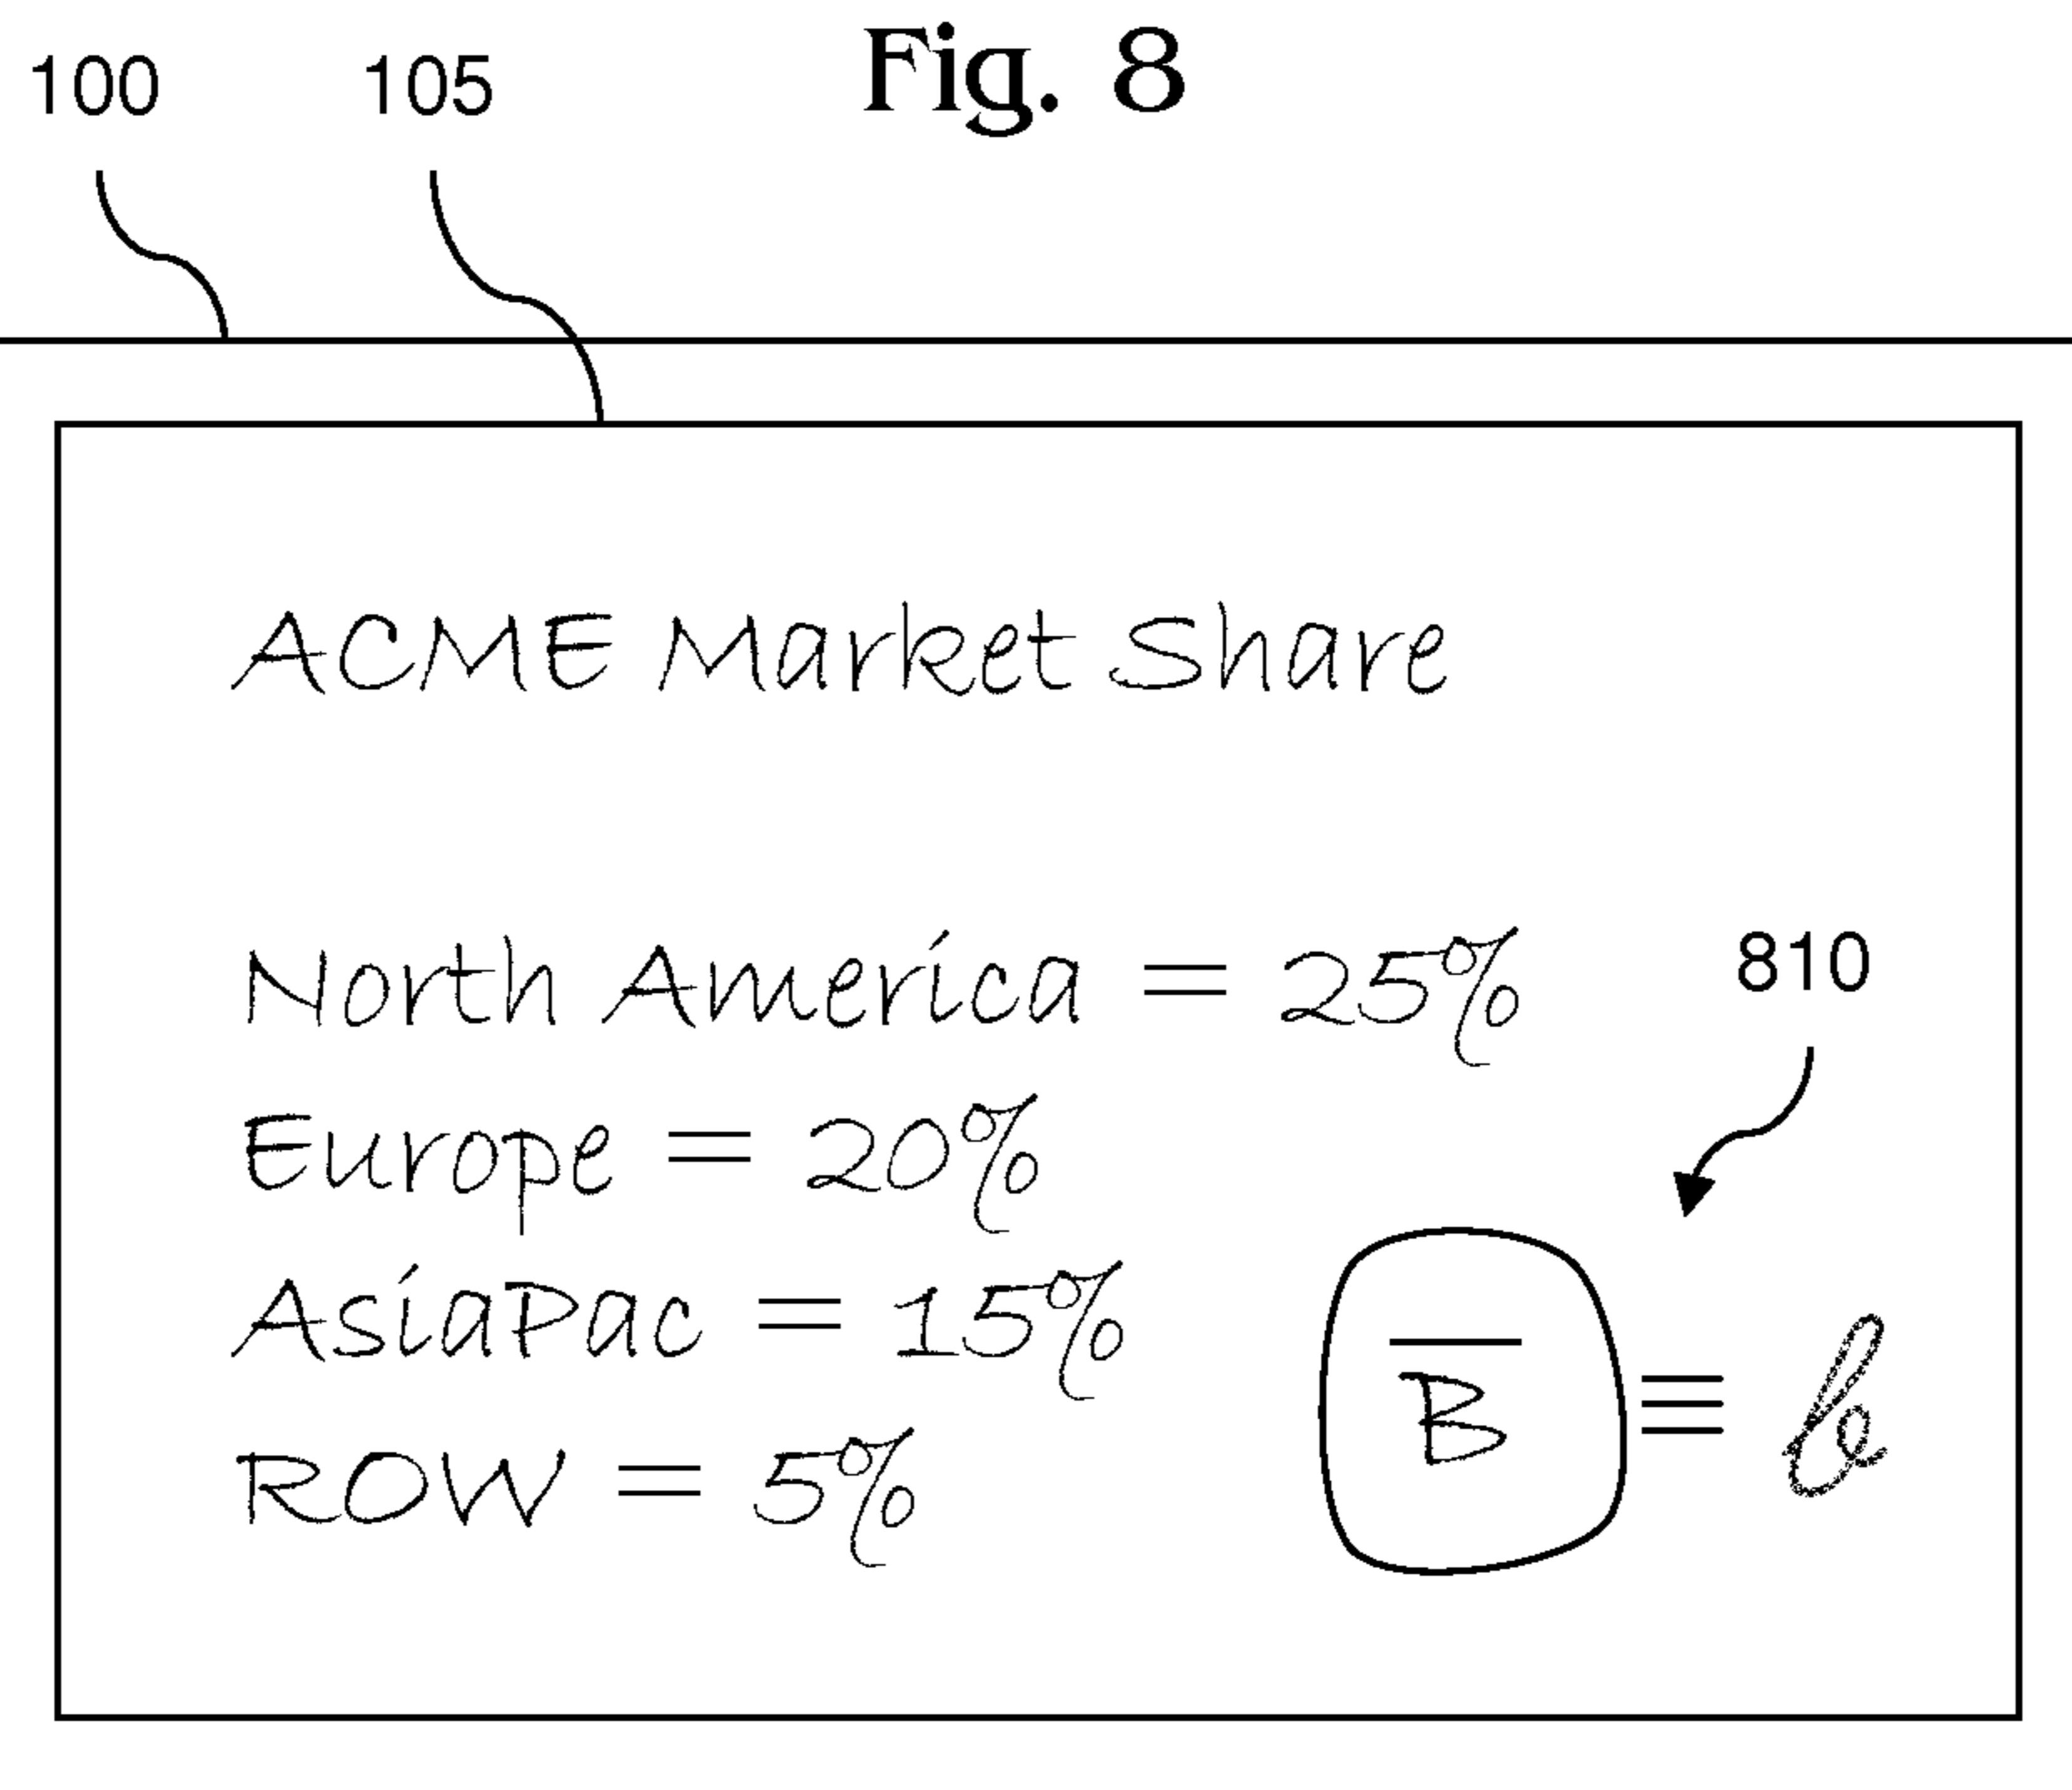 Fig. 8
100 105
ACME Market Share
North America = 25%
810
Europe = 20%
AsiaPac = 15%
B̅ ≡ b
ROW = 5%